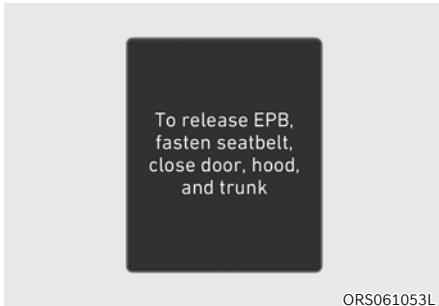 To release EPB,
fasten seatbelt,
close door, hood,
and trunk
ORS061053L